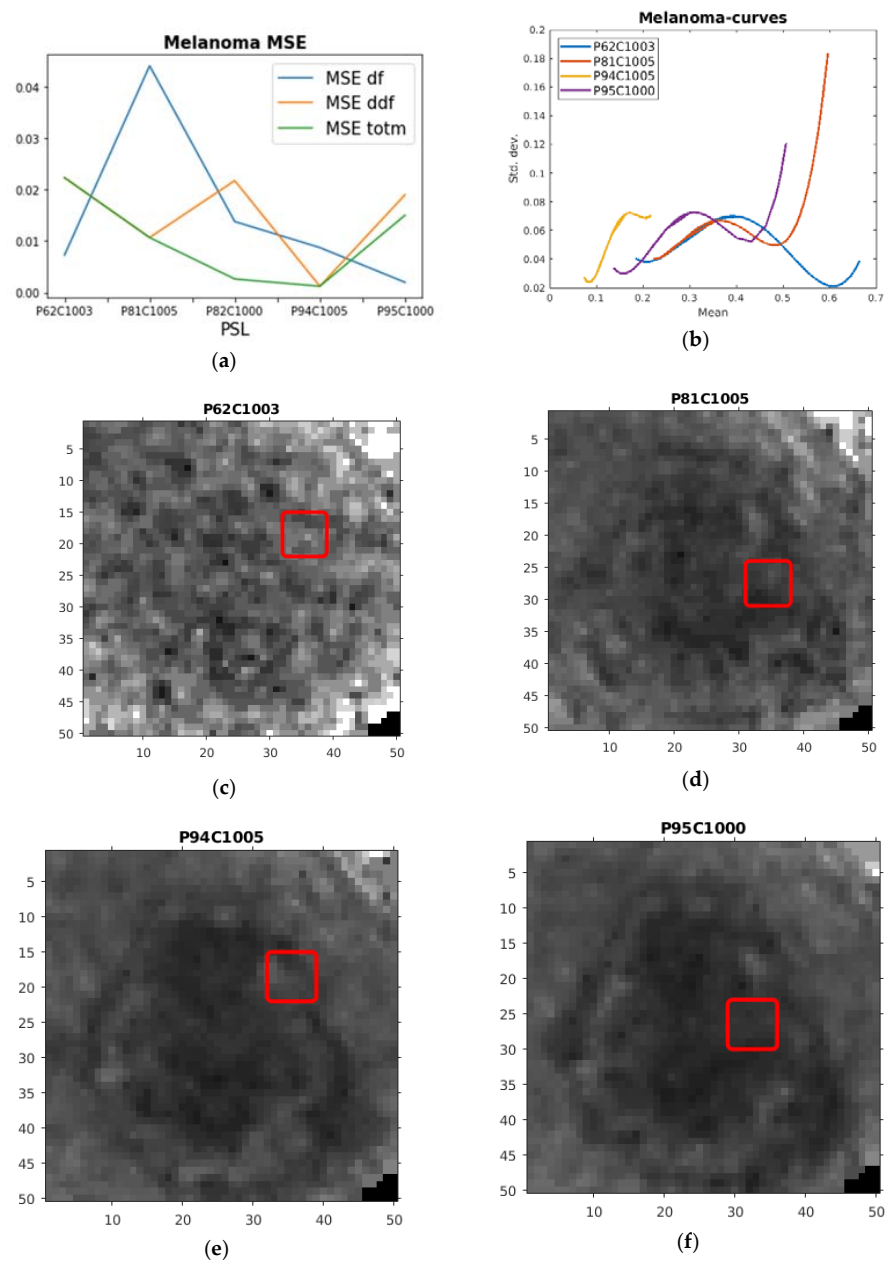 Melanoma MSE
MSE df
MSE ddf
MSE totm
0.04
0.03
0.02
0.01
0.00
P62C1003 P81C1005 P82C1000 P94C1005 P95C1000
PSL
(a)
Melanoma-curves
P62C1003
P81C1005
P94C1005
P95C1000
Std. dev.
0.2
0.18
0.16
0.14
0.12
0.1
0.08
0.06
0.04
0.02
0 0.1 0.2 0.3 0.4 0.5 0.6 0.7
Mean
(b)
P62C1003
5
10
15
20
25
30
35
40
45
50
10 20 30 40 50
(c)
P81C1005
5
10
15
20
25
30
35
40
45
50
10 20 30 40 50
(d)
P94C1005
5
10
15
20
25
30
35
40
45
50
10 20 30 40 50
(e)
P95C1000
5
10
15
20
25
30
35
40
45
50
10 20 30 40 50
(f)